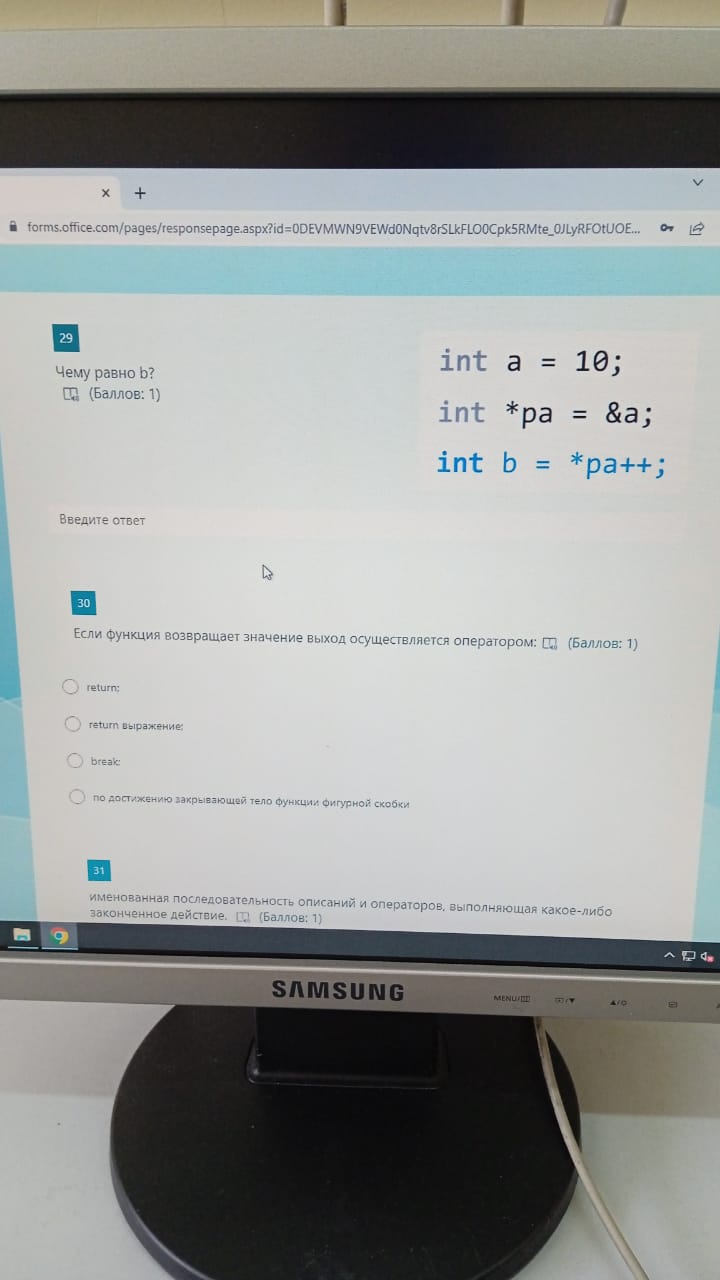 forms.office.com/pages/responsepage.aspx?id=0DEVMWN9VEWd0Nqtv8rSLkFLO0Cpk5RMte_0JLyRFOtUOE...
29
Чему равно b?
(Баллов: 1)
int a = 10;
int *pa = &a;
int b = *pa++;
Введите ответ
30
Если функция возвращает значение выход осуществляется оператором: (Баллов: 1)
return;
return выражение;
break;
по достижению закрывающей тело функции фигурной скобки
31
именованная последовательность описаний и операторов, выполняющая какое-либо
законченное действие. (Баллов: 1)
SAMSUNG
MENU/